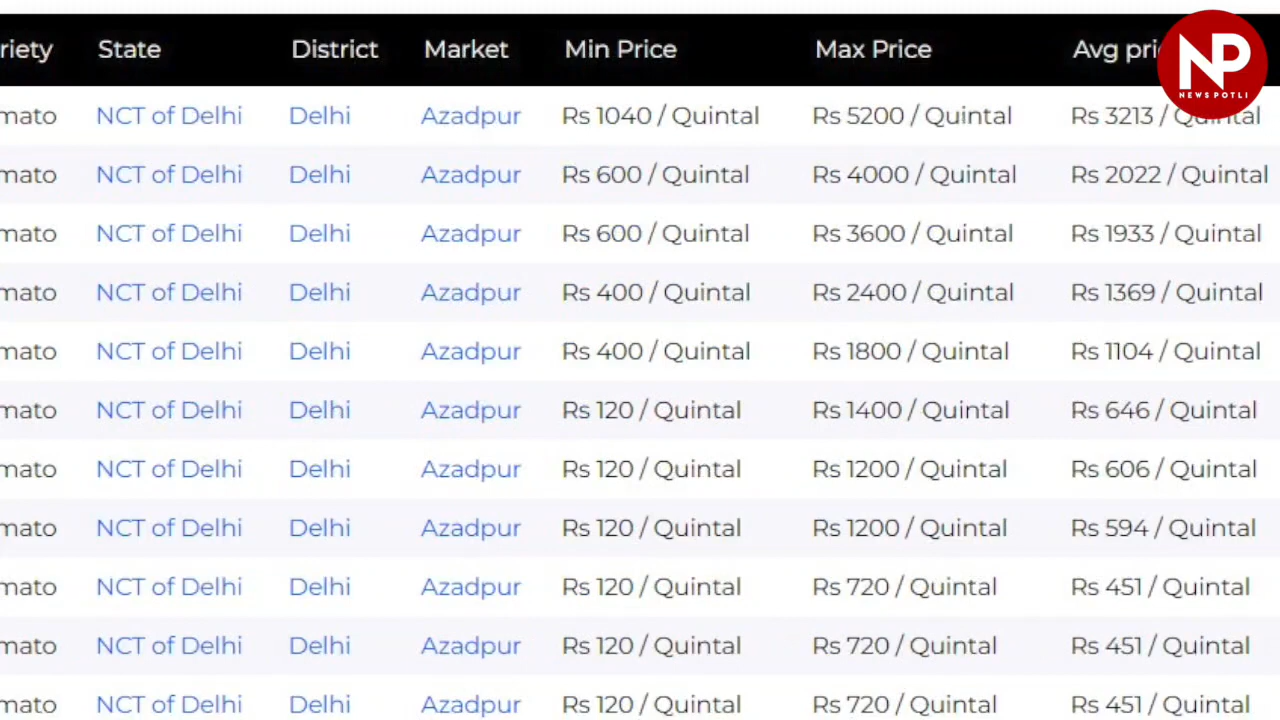 riety State District Market Min Price Max Price Avg pri
NP
NEWS POTLI
mato NCT of Delhi Delhi Azadpur Rs 1040 / Quintal Rs 5200 / Quintal Rs 3213 / Quintal
mato NCT of Delhi Delhi Azadpur Rs 600 / Quintal Rs 4000 / Quintal Rs 2022 / Quintal
mato NCT of Delhi Delhi Azadpur Rs 600 / Quintal Rs 3600 / Quintal Rs 1933 / Quintal
mato NCT of Delhi Delhi Azadpur Rs 400 / Quintal Rs 2400 / Quintal Rs 1369 / Quintal
mato NCT of Delhi Delhi Azadpur Rs 400 / Quintal Rs 1800 / Quintal Rs 1104 / Quintal
mato NCT of Delhi Delhi Azadpur Rs 120 / Quintal Rs 1400 / Quintal Rs 646 / Quintal
mato NCT of Delhi Delhi Azadpur Rs 120 / Quintal Rs 1200 / Quintal Rs 606 / Quintal
mato NCT of Delhi Delhi Azadpur Rs 120 / Quintal Rs 1200 / Quintal Rs 594 / Quintal
mato NCT of Delhi Delhi Azadpur Rs 120 / Quintal Rs 720 / Quintal Rs 451 / Quintal
mato NCT of Delhi Delhi Azadpur Rs 120 / Quintal Rs 720 / Quintal Rs 451 / Quintal
mato NCT of Delhi Delhi Azadpur Rs 120 / Quintal Rs 720 / Quintal Rs 451 / Quintal